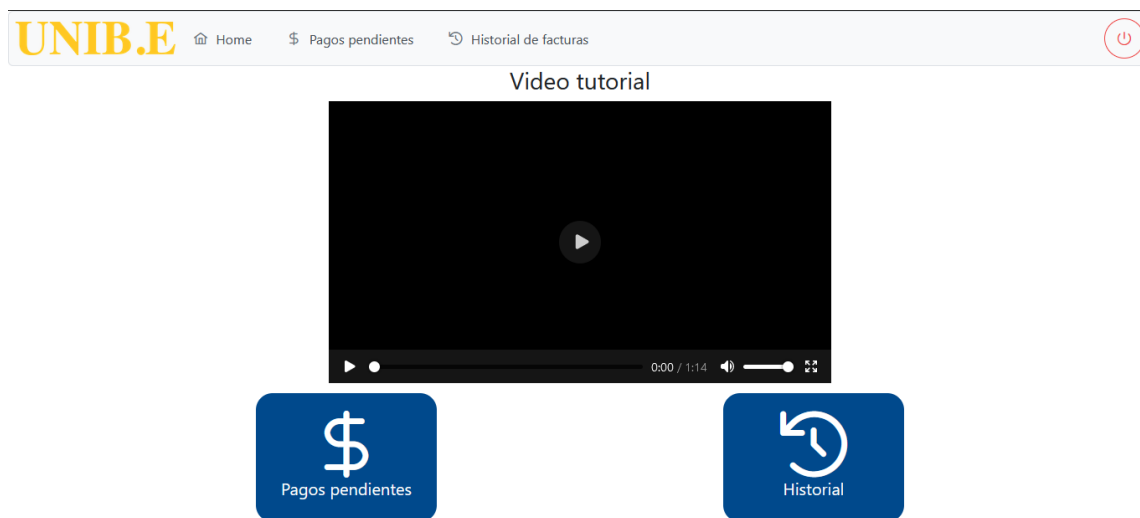 UNIB.E Home $ Pagos pendientes Historial de facturas
Video tutorial
0:00 / 1:14
$
Pagos pendientes
Historial